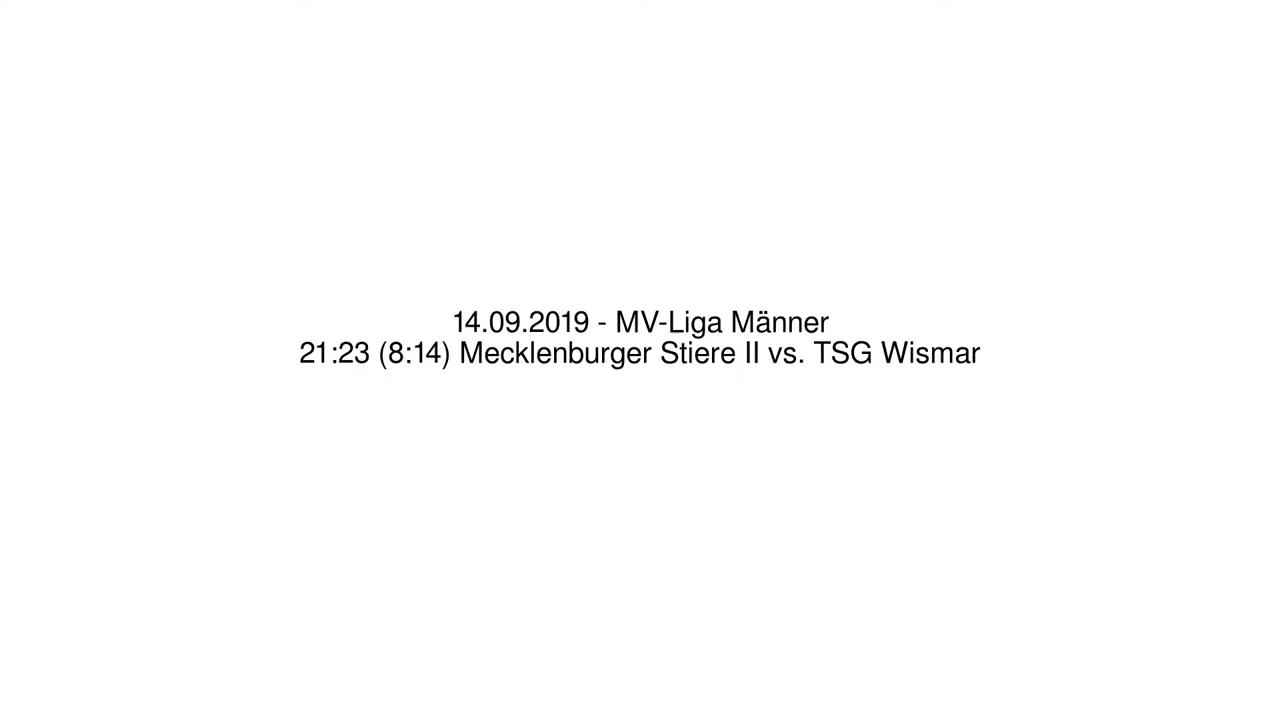 14.09.2019 - MV-Liga Männer
21:23 (8:14) Mecklenburger Stiere II vs. TSG Wismar